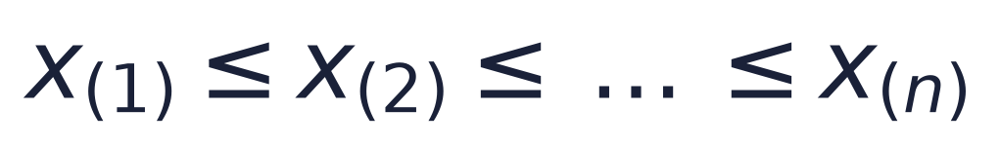 x₍₁₎ ≤ x₍₂₎ ≤ ... ≤ x₍ₙ₎